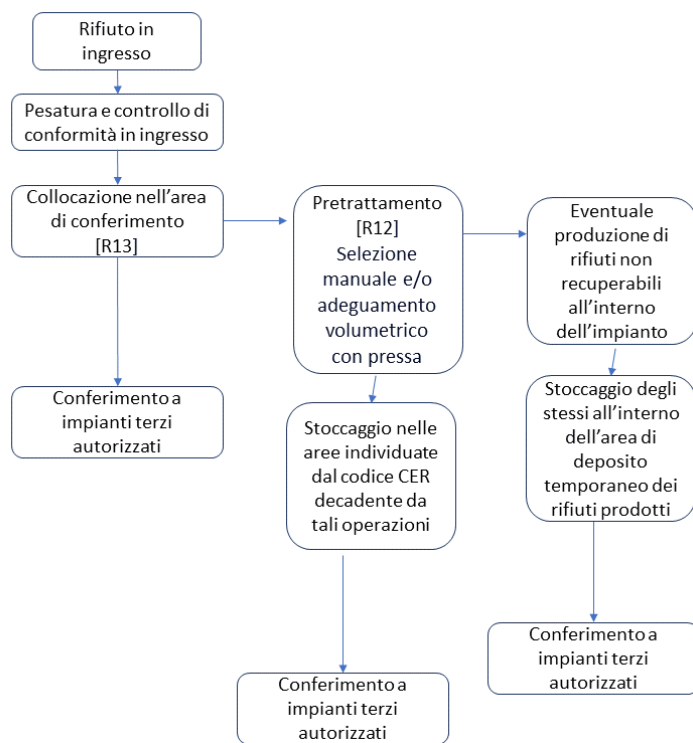 Rifiuto in
ingresso
Pesatura e controllo di
conformità in ingresso
Collocazione nell'area
di conferimento
[R13]
Conferimento a
impianti terzi
autorizzati
Pretrattamento
[R12]
Selezione
manuale e/o
adeguamento
volumetrico
con pressa
Stoccaggio nelle
aree individuate
dal codice CER
decadente da
tali operazioni
Conferimento a
impianti terzi
autorizzati
Eventuale
produzione di
rifiuti non
recuperabili
all'interno
dell'impianto
Stoccaggio degli
stessi all'interno
dell'area di
deposito
temporaneo dei
rifiuti prodotti
Conferimento a
impianti terzi
autorizzati